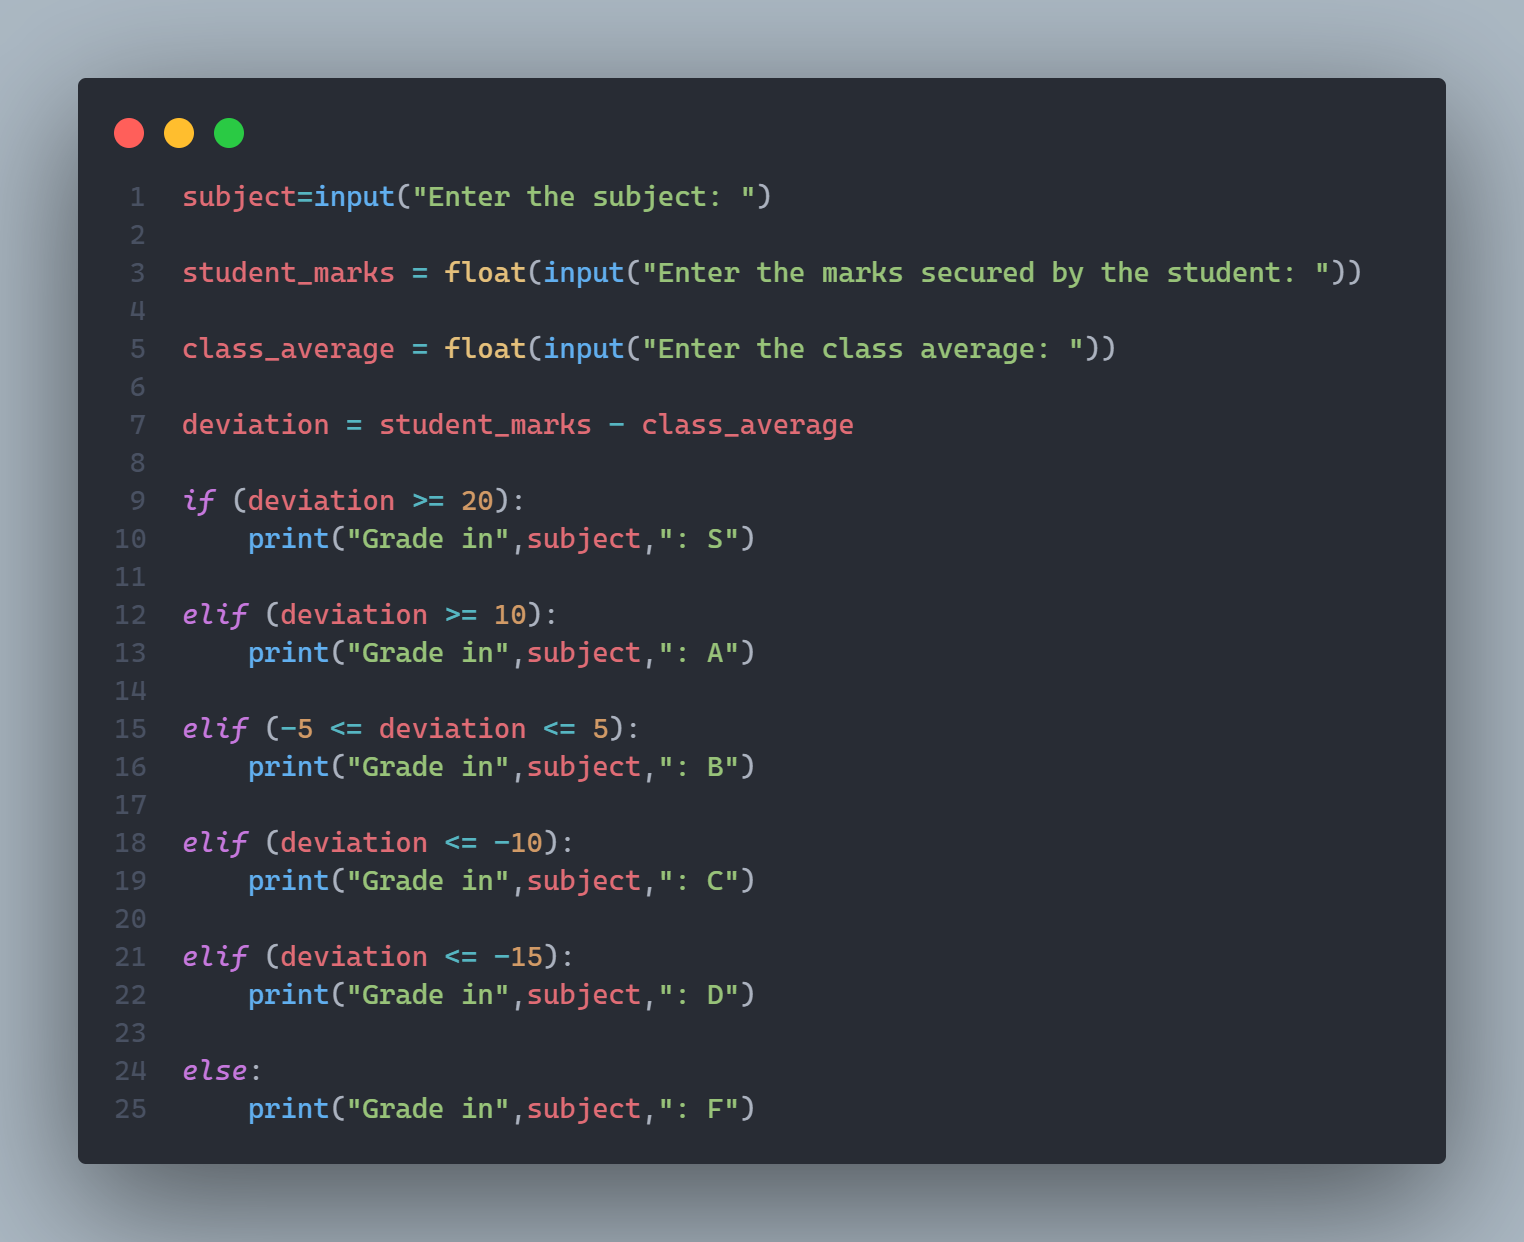 1 subject=input("Enter the subject: ")
2
3 student_marks = float(input("Enter the marks secured by the student: "))
4
5 class_average = float(input("Enter the class average: "))
6
7 deviation = student_marks - class_average
8
9 if (deviation >= 20):
10     print("Grade in",subject,": S")
11
12 elif (deviation >= 10):
13     print("Grade in",subject,": A")
14
15 elif (-5 <= deviation <= 5):
16     print("Grade in",subject,": B")
17
18 elif (deviation <= -10):
19     print("Grade in",subject,": C")
20
21 elif (deviation <= -15):
22     print("Grade in",subject,": D")
23
24 else:
25     print("Grade in",subject,": F")